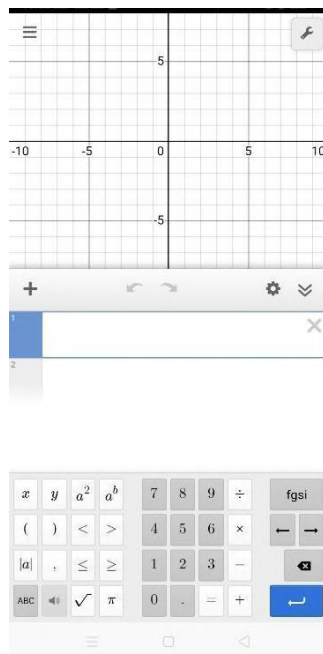 5
-10 -5 0 5 10
-5
1
2
x y a² aᵇ 7 8 9 ÷ fgsi
( ) < > 4 5 6 × ← →
|a| , ≤ ≥ 1 2 3 −
ABC √ π 0 . = +